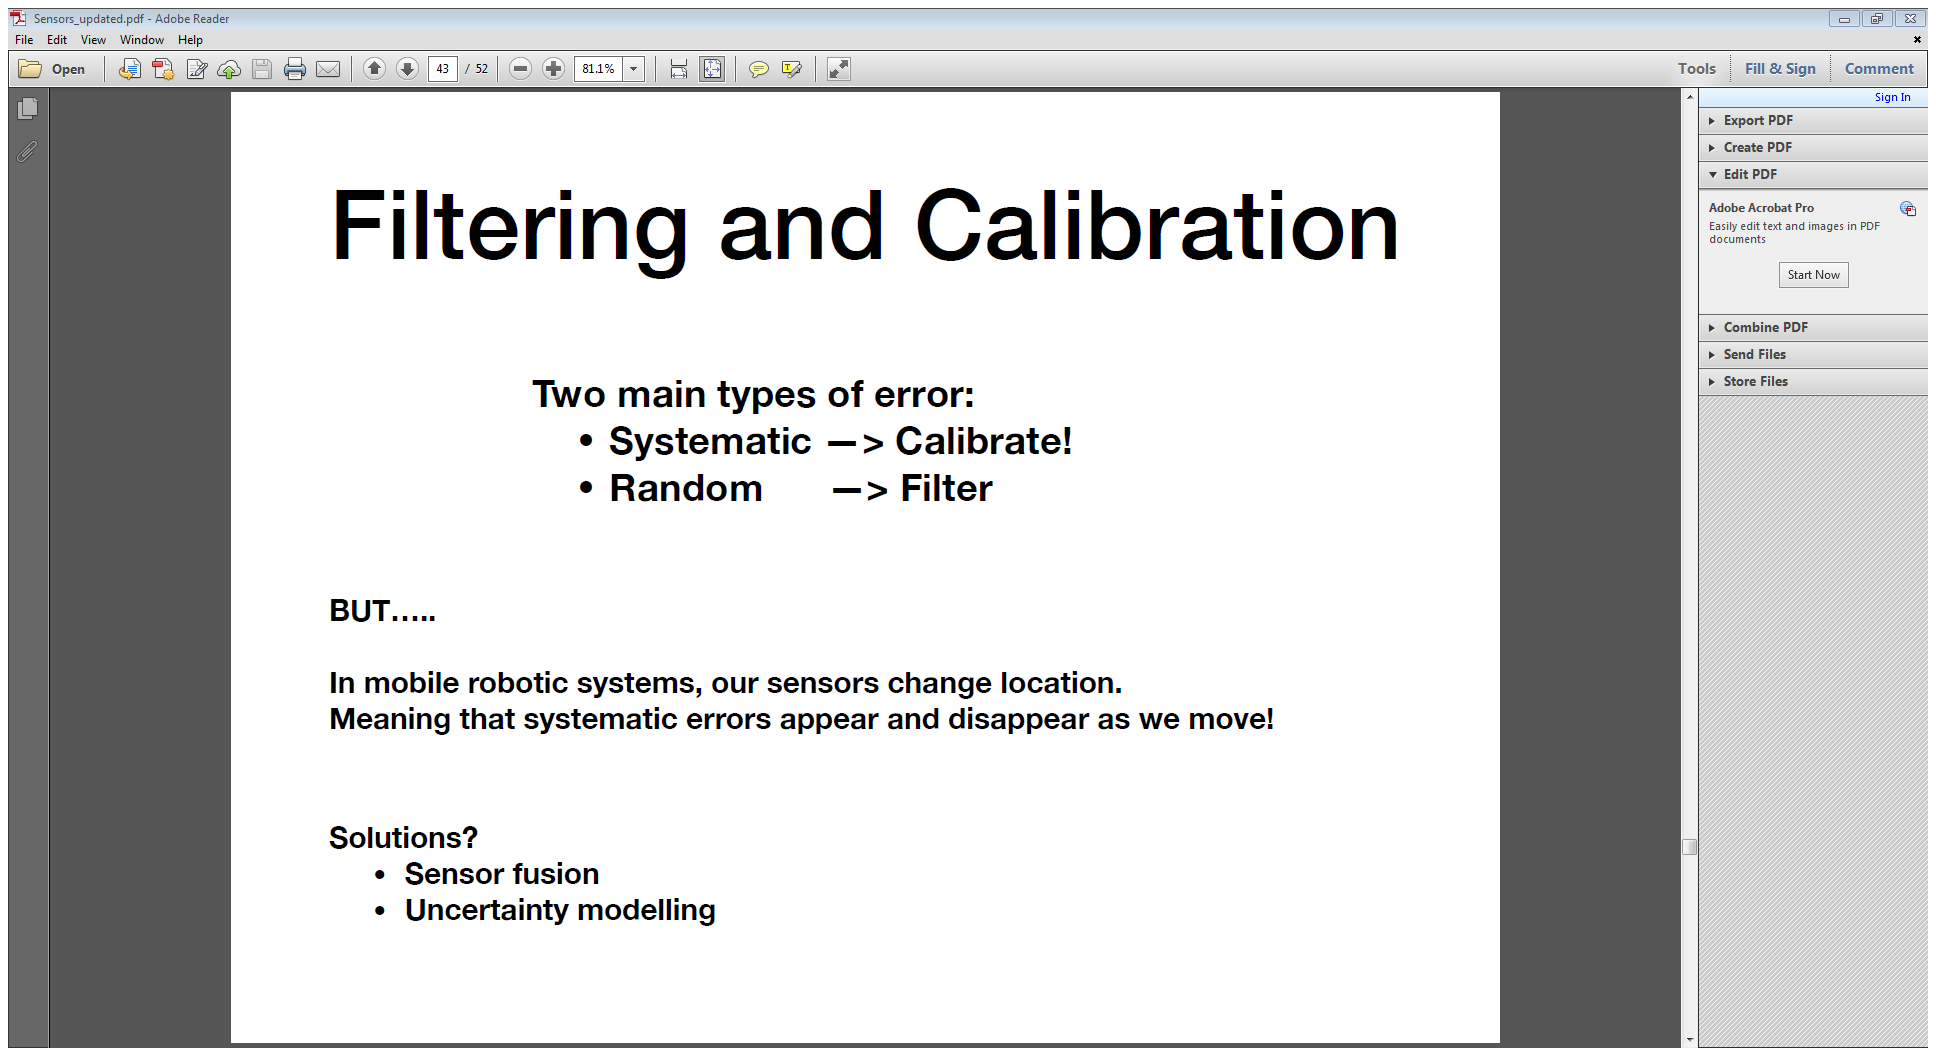 Sensors_updated.pdf - Adobe Reader
File Edit View Window Help
Open 43 / 52 81.1% Tools Fill & Sign Comment
Sign In
Export PDF
Create PDF
Edit PDF
Adobe Acrobat Pro
Easily edit text and images in PDF
documents
Start Now
Combine PDF
Send Files
Store Files
Filtering and Calibration
Two main types of error:
• Systematic —> Calibrate!
• Random —> Filter
BUT.....
In mobile robotic systems, our sensors change location.
Meaning that systematic errors appear and disappear as we move!
Solutions?
• Sensor fusion
• Uncertainty modelling